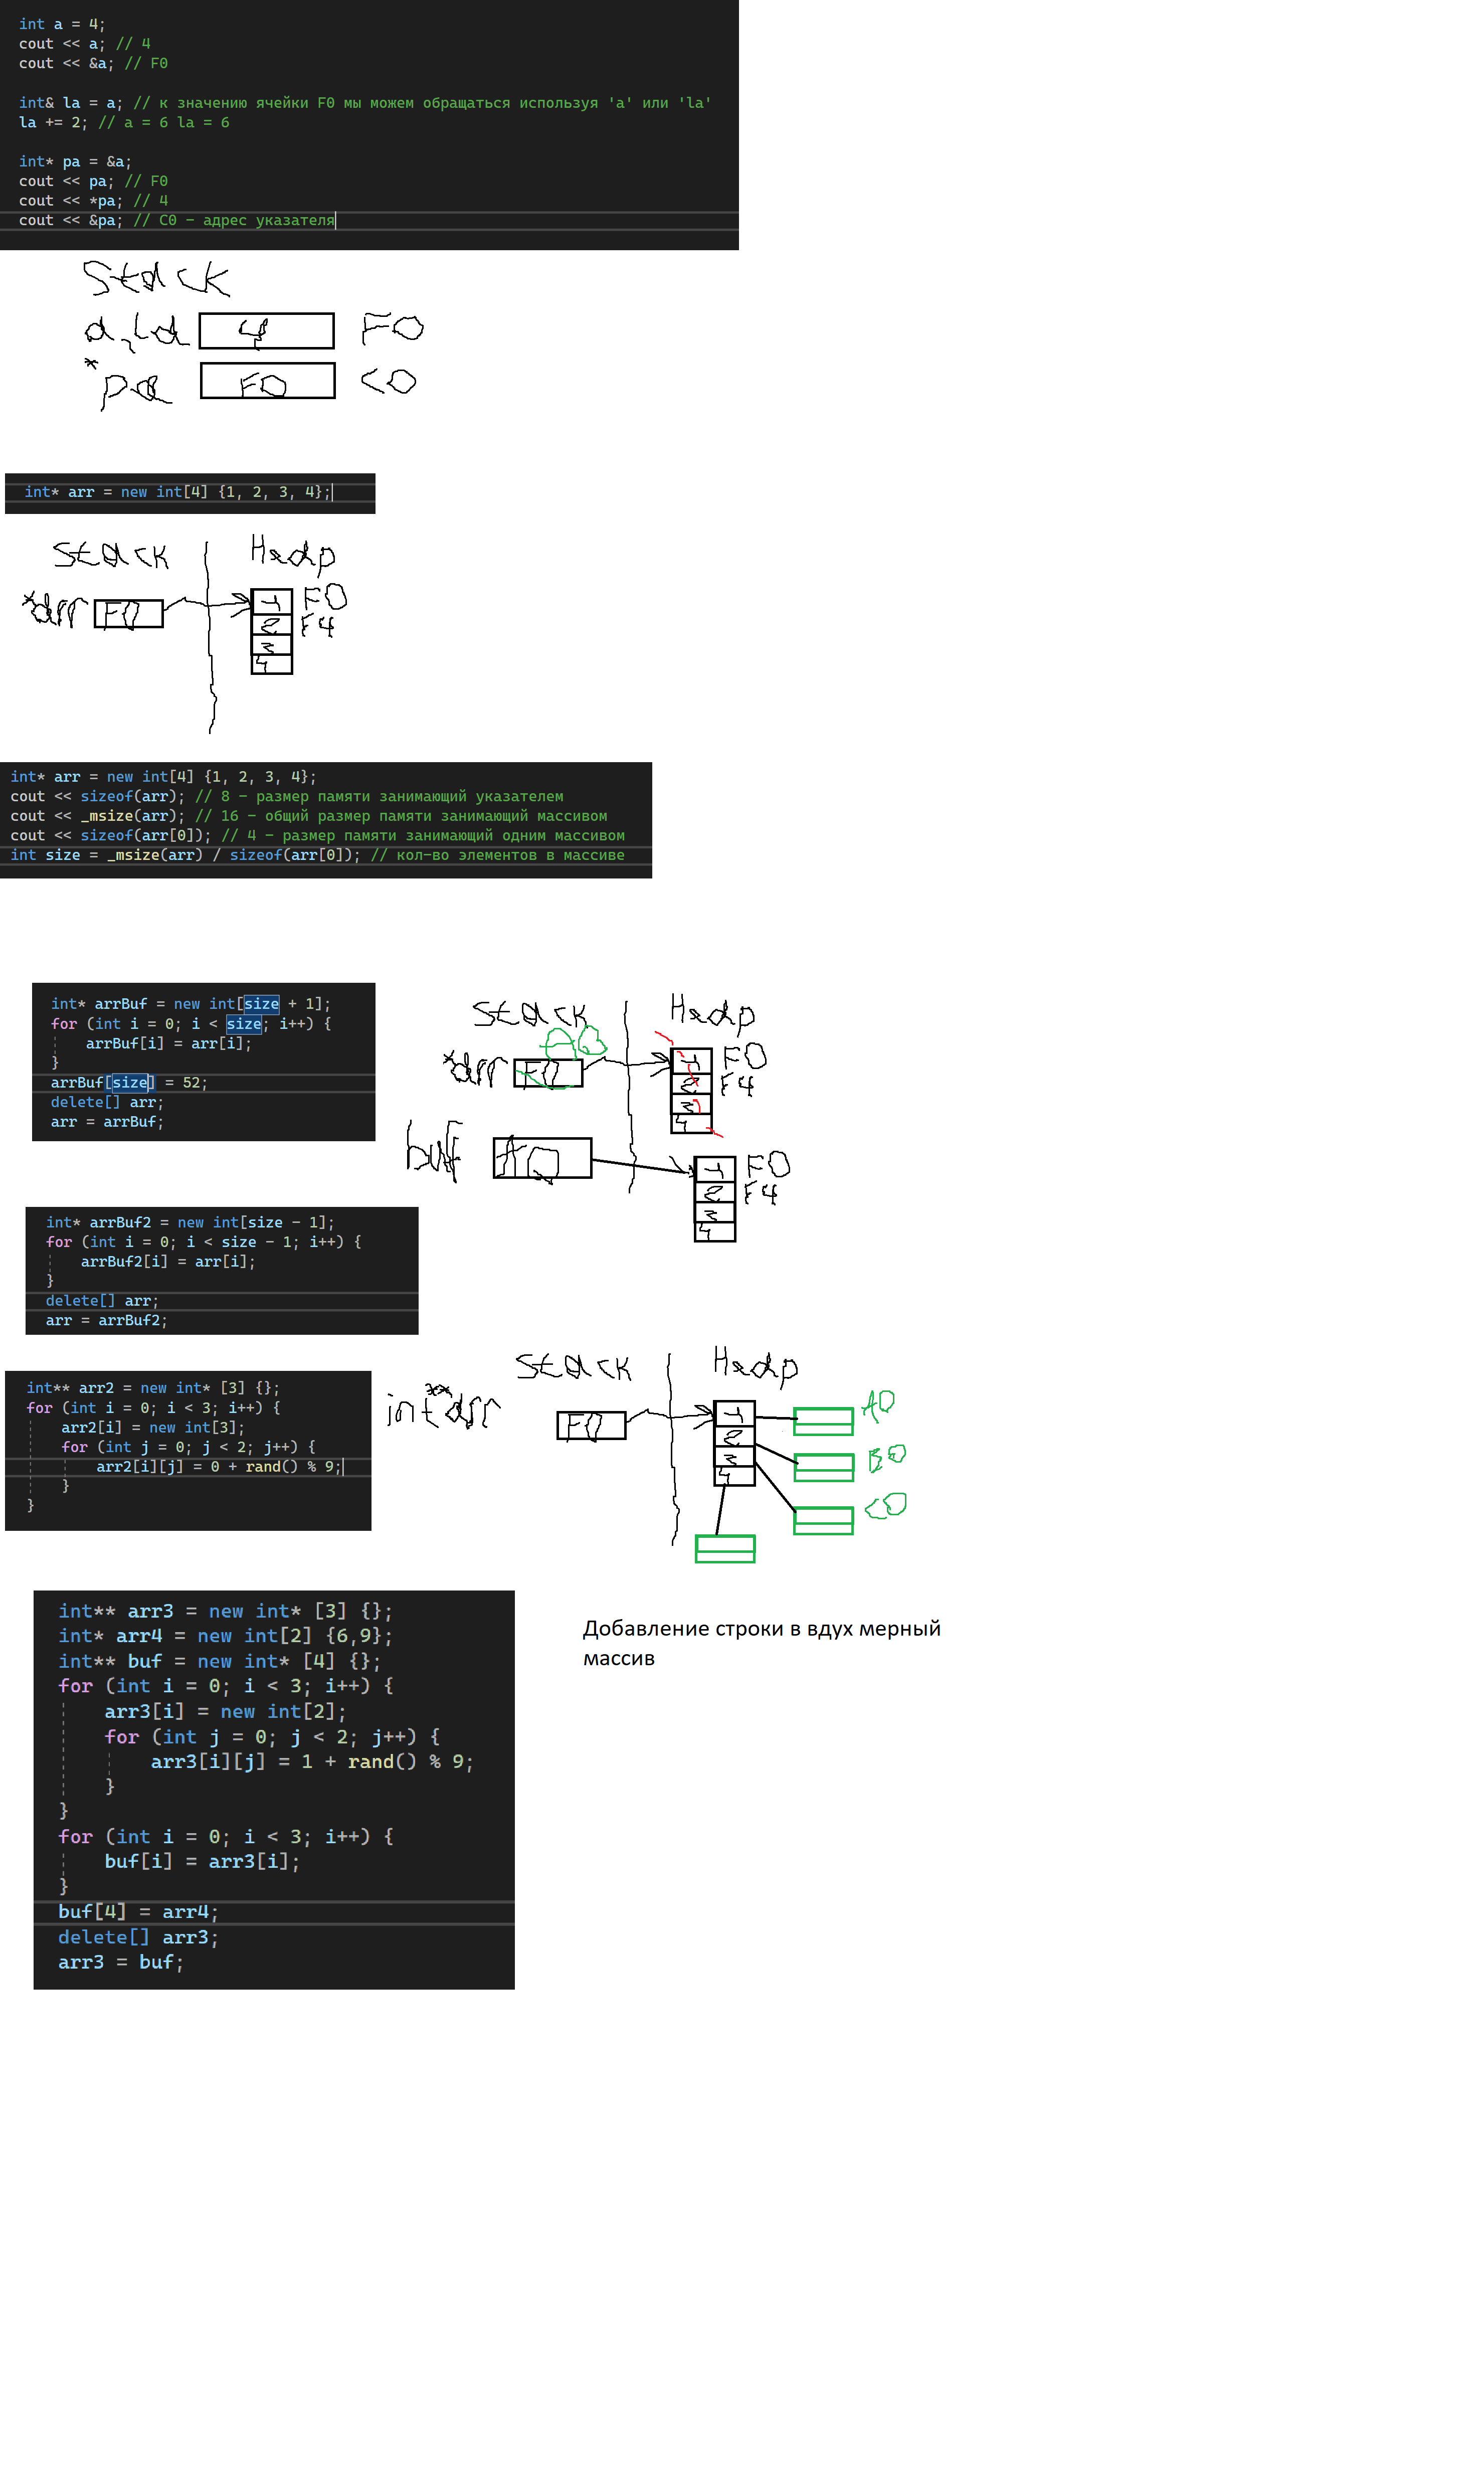 int a = 4;
cout << a; // 4
cout << &a; // F0
int& la = a; // к значению ячейки F0 мы можем обращаться используя 'a' или 'la'
la += 2; // a = 6 la = 6
int* pa = &a;
cout << pa; // F0
cout << *pa; // 4
cout << &pa; // C0 - адрес указателя
Stack
a, la 4 F0
*pa F0 C0
int* arr = new int[4] {1, 2, 3, 4};
Stack Heap
*arr F0 1 F0
2 F4
3
4
int* arr = new int[4] {1, 2, 3, 4};
cout << sizeof(arr); // 8 - размер памяти занимающий указателем
cout << _msize(arr); // 16 - общий размер памяти занимающий массивом
cout << sizeof(arr[0]); // 4 - размер памяти занимающий одним массивом
int size = _msize(arr) / sizeof(arr[0]); // кол-во элементов в массиве
int* arrBuf = new int[size + 1];
for (int i = 0; i < size; i++) {
arrBuf[i] = arr[i];
}
arrBuf[size] = 52;
delete[] arr;
arr = arrBuf;
Stack Heap
A0
*arr F0 1 F0
2 F4
3
4
buf A0 1 F0
2 F4
3
4
int* arrBuf2 = new int[size - 1];
for (int i = 0; i < size - 1; i++) {
arrBuf2[i] = arr[i];
}
delete[] arr;
arr = arrBuf2;
int** arr2 = new int* [3] {};
for (int i = 0; i < 3; i++) {
arr2[i] = new int[3];
for (int j = 0; j < 2; j++) {
arr2[i][j] = 0 + rand() % 9;
}
}
Stack Heap
int**arr F0 1 A0
2 B0
3 C0
4
int** arr3 = new int* [3] {};
int* arr4 = new int[2] {6,9};
int** buf = new int* [4] {};
for (int i = 0; i < 3; i++) {
arr3[i] = new int[2];
for (int j = 0; j < 2; j++) {
arr3[i][j] = 1 + rand() % 9;
}
}
for (int i = 0; i < 3; i++) {
buf[i] = arr3[i];
}
buf[4] = arr4;
delete[] arr3;
arr3 = buf;
Добавление строки в вдух мерный
массив